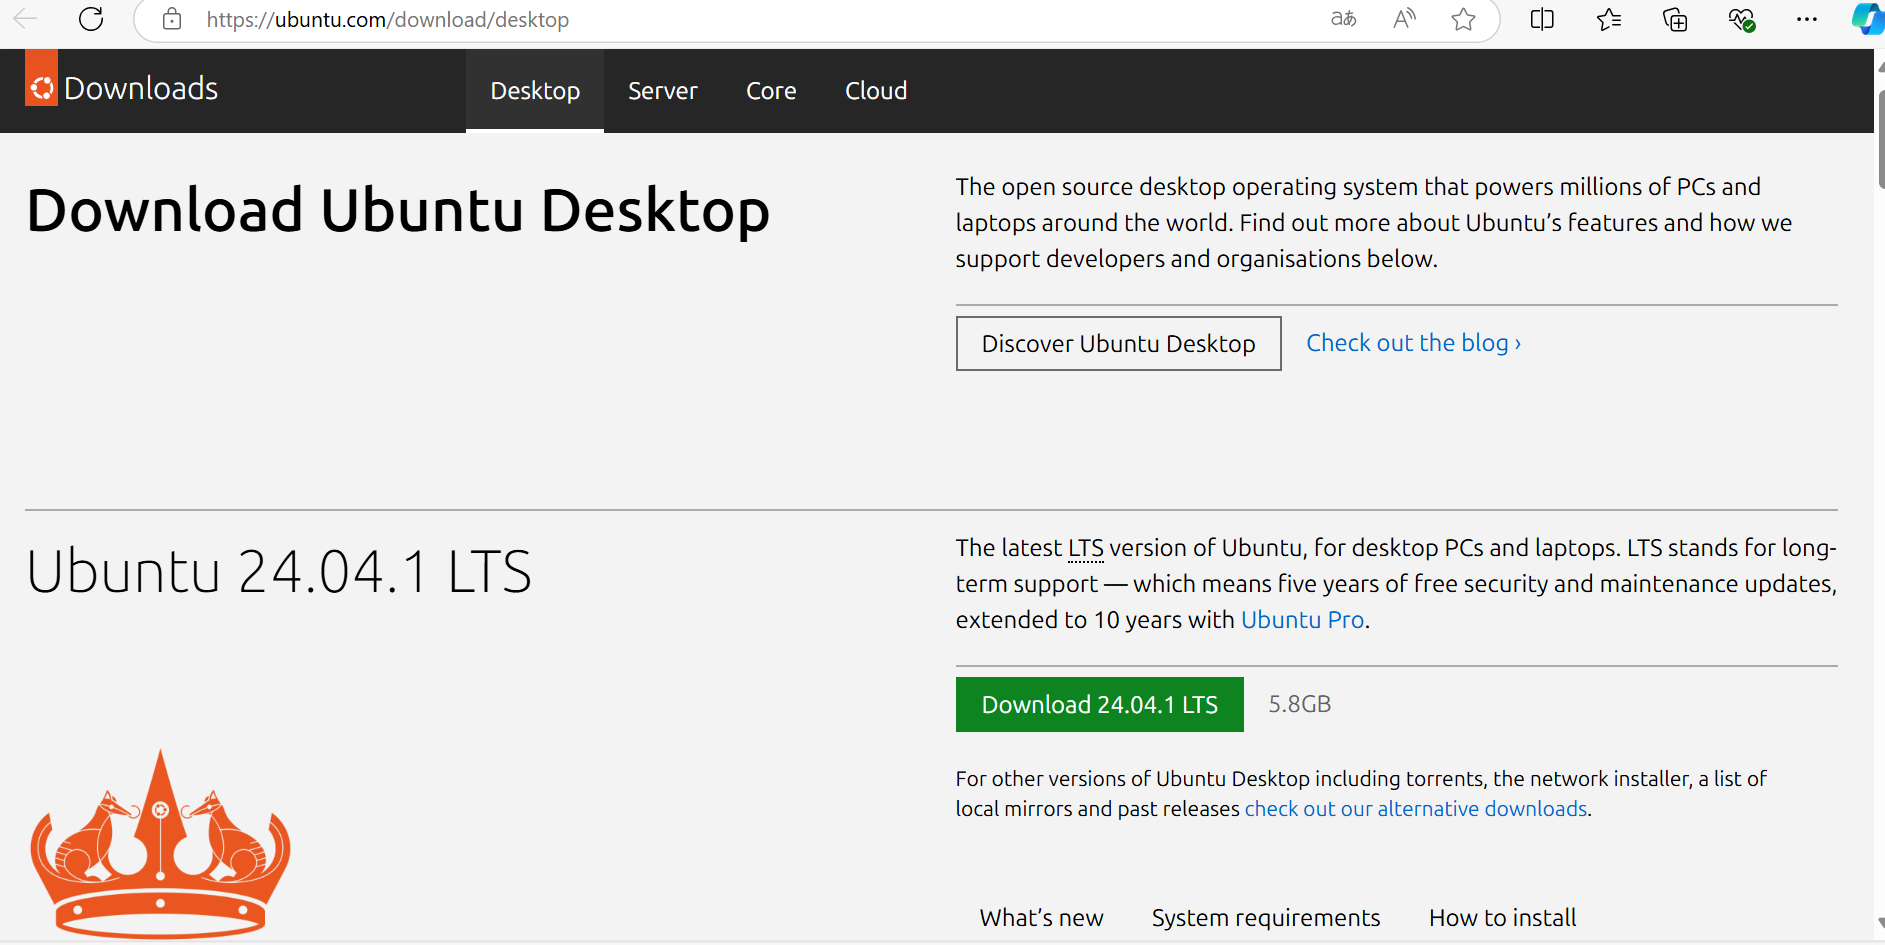 https://ubuntu.com/download/desktop
Downloads
Desktop
Server
Core
Cloud
Download Ubuntu Desktop
The open source desktop operating system that powers millions of PCs and
laptops around the world. Find out more about Ubuntu’s features and how we
support developers and organisations below.
Discover Ubuntu Desktop
Check out the blog ›
Ubuntu 24.04.1 LTS
The latest LTS version of Ubuntu, for desktop PCs and laptops. LTS stands for long-
term support — which means five years of free security and maintenance updates,
extended to 10 years with Ubuntu Pro.
Download 24.04.1 LTS
5.8GB
For other versions of Ubuntu Desktop including torrents, the network installer, a list of
local mirrors and past releases check out our alternative downloads.
What’s new
System requirements
How to install